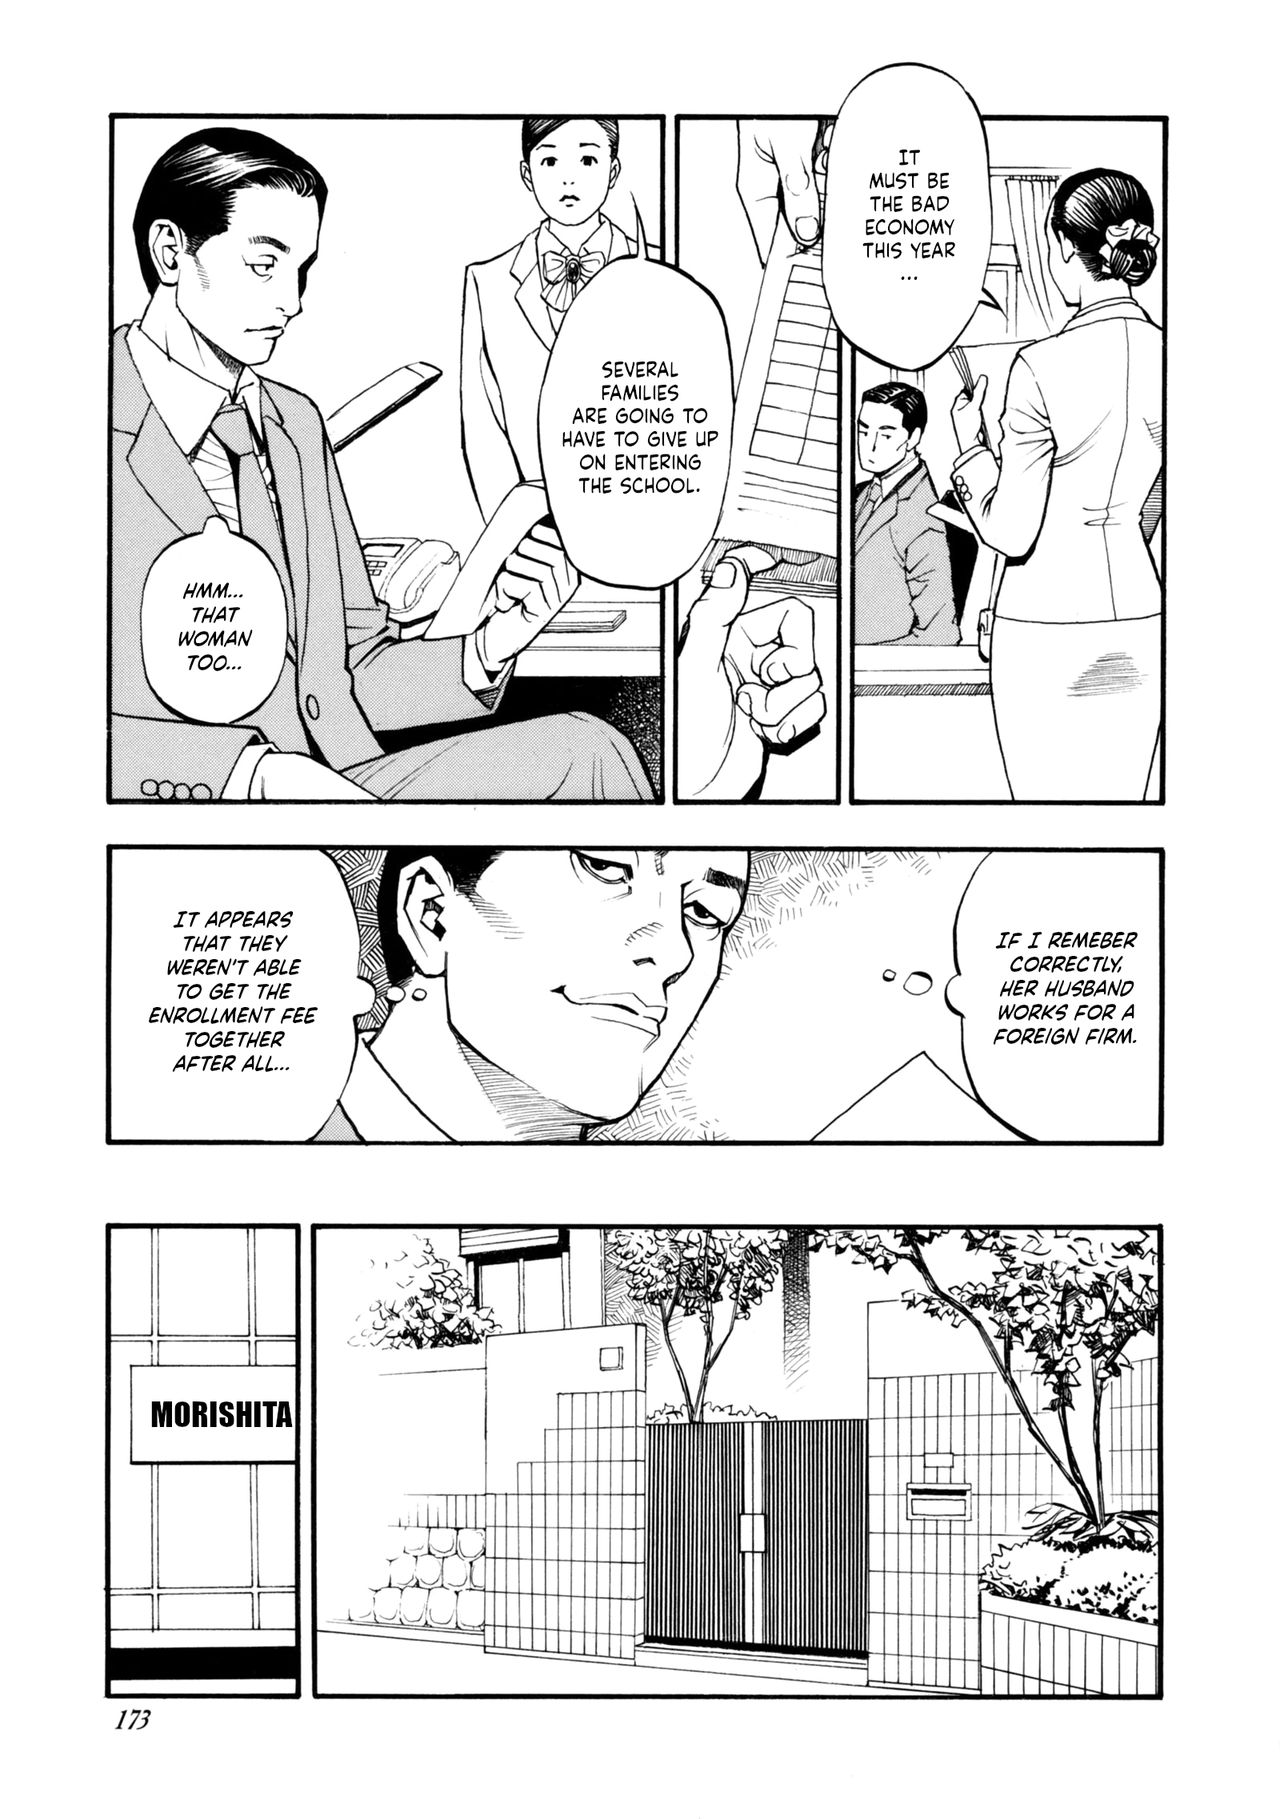 IT
MUST BE
THE BAD
ECONOMY
THIS YEAR
...
SEVERAL
FAMILIES
ARE GOING TO
HAVE TO GIVE UP
ON ENTERING
THE SCHOOL.
HMM...
THAT
WOMAN
TOO...
IF I REMEBER
CORRECTLY,
HER HUSBAND
WORKS FOR A
FOREIGN FIRM.
IT APPEARS
THAT THEY
WEREN'T ABLE
TO GET THE
ENROLLMENT FEE
TOGETHER
AFTER ALL...
MORISHITA
173